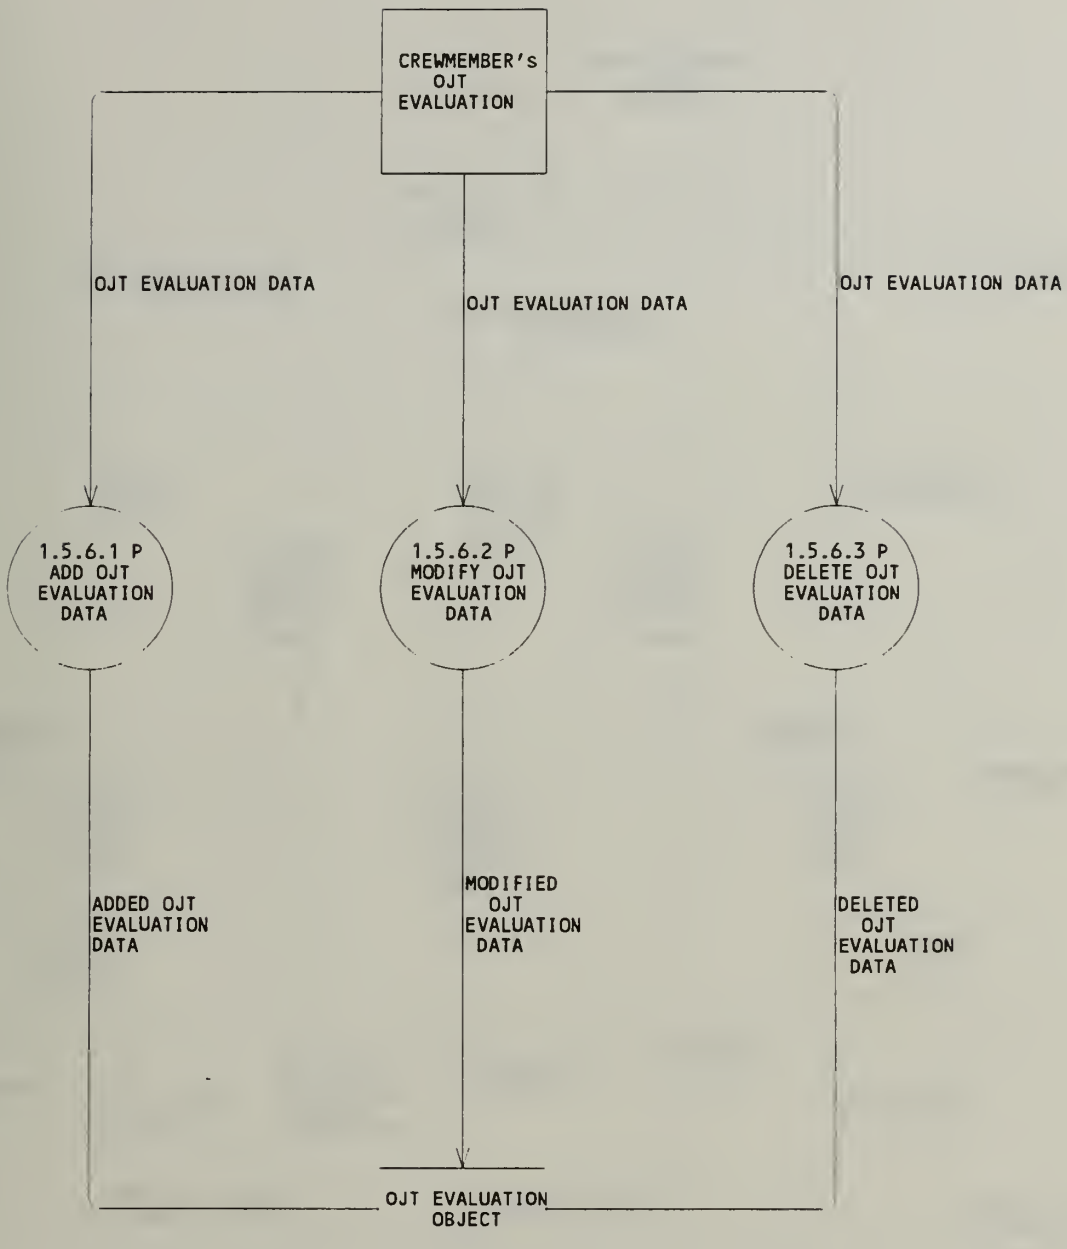 CREWMEMBER's
OJT
EVALUATION
OJT EVALUATION DATA
OJT EVALUATION DATA
OJT EVALUATION DATA
1.5.6.1 P
ADD OJT
EVALUATION
DATA
1.5.6.2 P
MODIFY OJT
EVALUATION
DATA
1.5.6.3 P
DELETE OJT
EVALUATION
DATA
ADDED OJT
EVALUATION
DATA
MODIFIED
OJT
EVALUATION
DATA
DELETED
OJT
EVALUATION
DATA
OJT EVALUATION
OBJECT